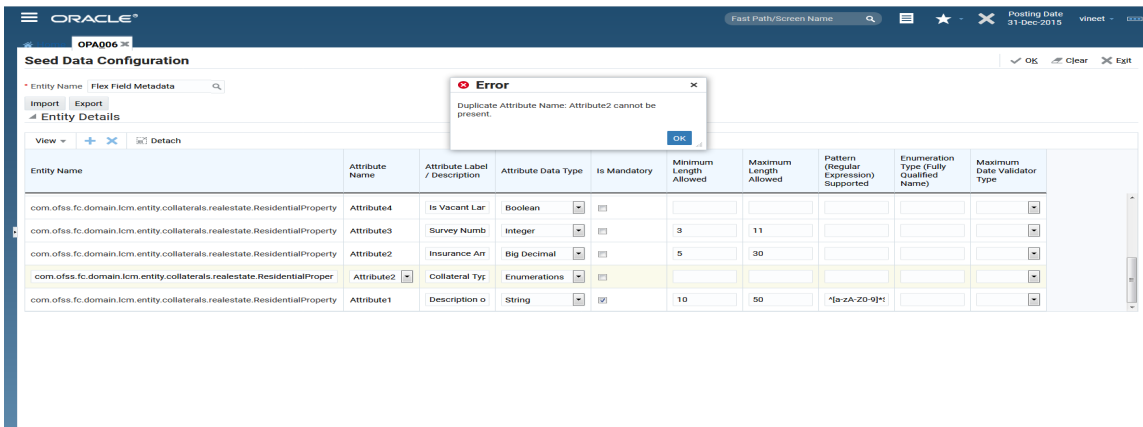 ORACLE®
Fast Path/Screen Name
Posting Date
31-Dec-2015
vineet
OPA006
Seed Data Configuration
OK Clear Exit
* Entity Name Flex Field Metadata
Import Export
Entity Details
Error
Duplicate Attribute Name: Attribute2 cannot be
present.
OK
View Detach
Entity Name
Attribute
Name
Attribute Label
/ Description
Attribute Data Type
Is Mandatory
Minimum
Length
Allowed
Maximum
Length
Allowed
Pattern
(Regular
Expression)
Supported
Enumeration
Type (Fully
Qualified
Name)
Maximum
Date Validator
Type
com.ofss.fc.domain.lcm.entity.collaterals.realestate.ResidentialProperty Attribute4 Is Vacant Lar Boolean
com.ofss.fc.domain.lcm.entity.collaterals.realestate.ResidentialProperty Attribute3 Survey Numb Integer 3 11
com.ofss.fc.domain.lcm.entity.collaterals.realestate.ResidentialProperty Attribute2 Insurance Am Big Decimal 5 30
com.ofss.fc.domain.lcm.entity.collaterals.realestate.ResidentialProper Attribute2 Collateral Typ Enumerations
com.ofss.fc.domain.lcm.entity.collaterals.realestate.ResidentialProperty Attribute1 Description o String 10 50 ^[a-zA-Z0-9]*$